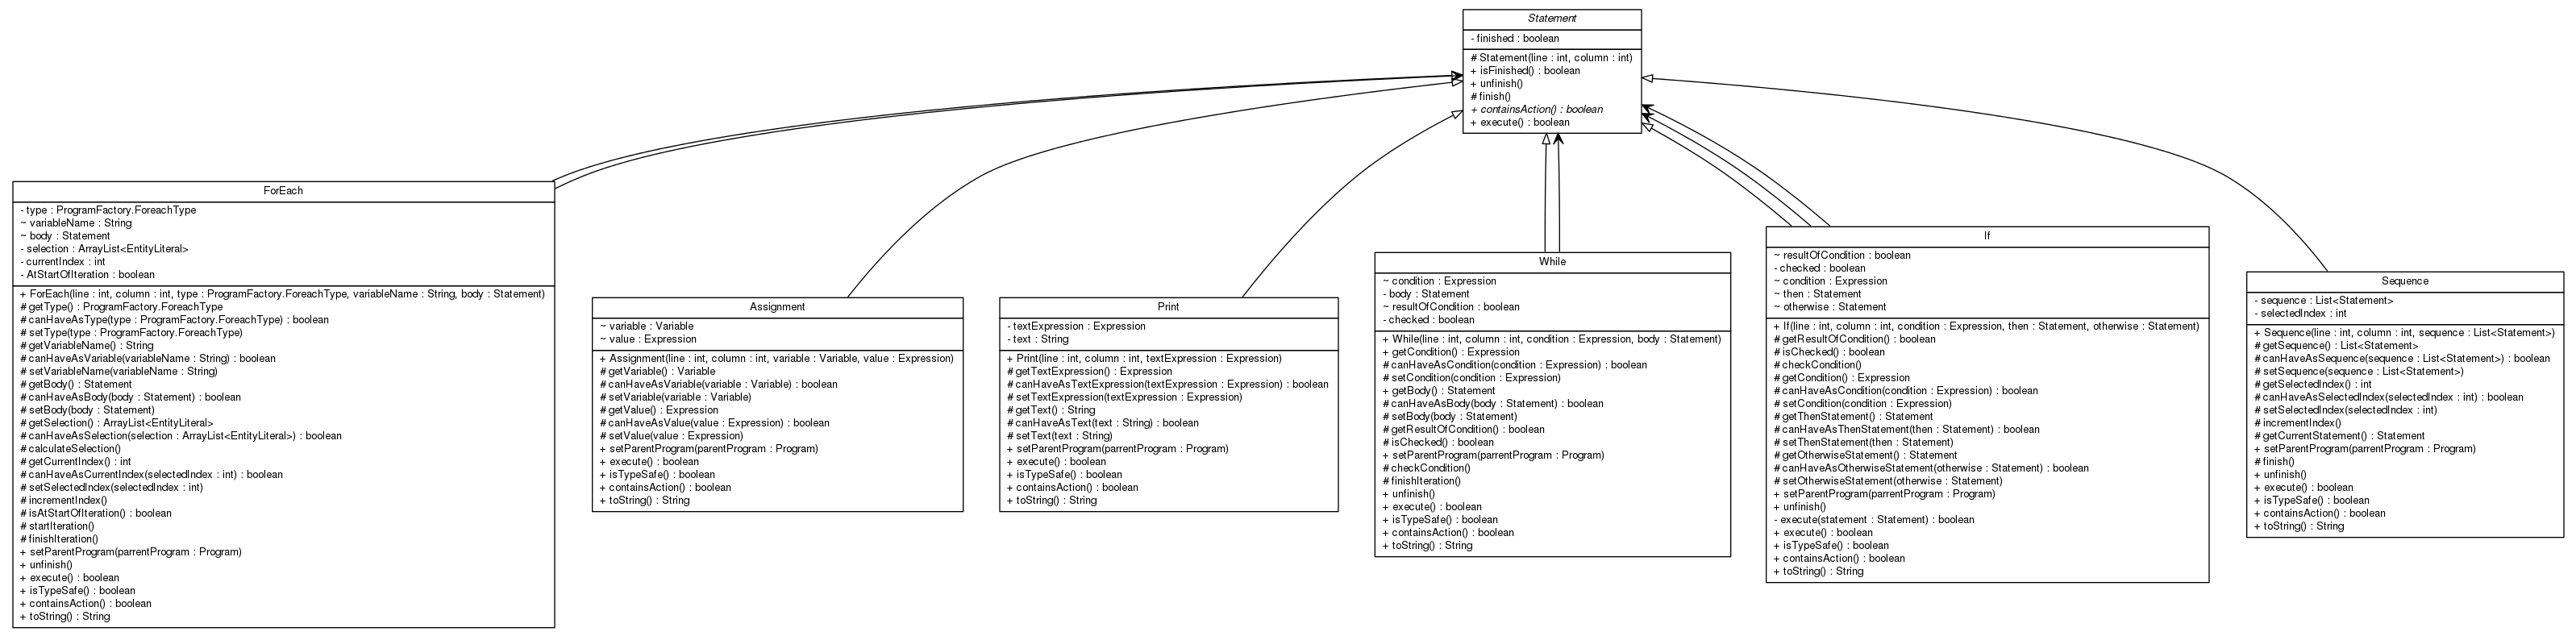 Statement
- finished : boolean
# Statement(line : int, column : int)
+ isFinished() : boolean
+ unfinish()
# finish()
+ containsAction() : boolean
+ execute() : boolean
ForEach
- type : ProgramFactory.ForeachType
~ variableName : String
~ body : Statement
- selection : ArrayList<EntityLiteral>
- currentIndex : int
- AtStartOfIteration : boolean
+ ForEach(line : int, column : int, type : ProgramFactory.ForeachType, variableName : String, body : Statement)
# getType() : ProgramFactory.ForeachType
# canHaveAsType(type : ProgramFactory.ForeachType) : boolean
# setType(type : ProgramFactory.ForeachType)
# getVariableName() : String
# canHaveAsVariable(variableName : String) : boolean
# setVariableName(variableName : String)
# getBody() : Statement
# canHaveAsBody(body : Statement) : boolean
# setBody(body : Statement)
# getSelection() : ArrayList<EntityLiteral>
# canHaveAsSelection(selection : ArrayList<EntityLiteral>) : boolean
# calculateSelection()
# getCurrentIndex() : int
# canHaveAsCurrentIndex(selectedIndex : int) : boolean
# setSelectedIndex(selectedIndex : int)
# incrementIndex()
# isAtStartOfIteration() : boolean
# startIteration()
# finishIteration()
+ setParentProgram(parrentProgram : Program)
+ unfinish()
+ execute() : boolean
+ isTypeSafe() : boolean
+ containsAction() : boolean
+ toString() : String
Assignment
~ variable : Variable
~ value : Expression
+ Assignment(line : int, column : int, variable : Variable, value : Expression)
# getVariable() : Variable
# canHaveAsVariable(variable : Variable) : boolean
# setVariable(variable : Variable)
# getValue() : Expression
# canHaveAsValue(value : Expression) : boolean
# setValue(value : Expression)
+ setParentProgram(parentProgram : Program)
+ execute() : boolean
+ isTypeSafe() : boolean
+ containsAction() : boolean
+ toString() : String
Print
- textExpression : Expression
- text : String
+ Print(line : int, column : int, textExpression : Expression)
# getTextExpression() : Expression
# canHaveAsTextExpression(textExpression : Expression) : boolean
# setTextExpression(textExpression : Expression)
# getText() : String
# canHaveAsText(text : String) : boolean
# setText(text : String)
+ setParentProgram(parrentProgram : Program)
+ execute() : boolean
+ isTypeSafe() : boolean
+ containsAction() : boolean
+ toString() : String
While
~ condition : Expression
- body : Statement
~ resultOfCondition : boolean
- checked : boolean
+ While(line : int, column : int, condition : Expression, body : Statement)
+ getCondition() : Expression
# canHaveAsCondition(condition : Expression) : boolean
# setCondition(condition : Expression)
+ getBody() : Statement
# canHaveAsBody(body : Statement) : boolean
# setBody(body : Statement)
# getResultOfCondition() : boolean
# isChecked() : boolean
+ setParentProgram(parrentProgram : Program)
# checkCondition()
# finishIteration()
+ unfinish()
+ execute() : boolean
+ isTypeSafe() : boolean
+ containsAction() : boolean
+ toString() : String
If
~ resultOfCondition : boolean
- checked : boolean
~ condition : Expression
~ then : Statement
~ otherwise : Statement
+ If(line : int, column : int, condition : Expression, then : Statement, otherwise : Statement)
# getResultOfCondition() : boolean
# isChecked() : boolean
# checkCondition()
# getCondition() : Expression
# canHaveAsCondition(condition : Expression) : boolean
# setCondition(condition : Expression)
# getThenStatement() : Statement
# canHaveAsThenStatement(then : Statement) : boolean
# setThenStatement(then : Statement)
# getOtherwiseStatement() : Statement
# canHaveAsOtherwiseStatement(otherwise : Statement) : boolean
# setOtherwiseStatement(otherwise : Statement)
+ setParentProgram(parrentProgram : Program)
+ unfinish()
- execute(statement : Statement) : boolean
+ execute() : boolean
+ isTypeSafe() : boolean
+ containsAction() : boolean
+ toString() : String
Sequence
- sequence : List<Statement>
- selectedIndex : int
+ Sequence(line : int, column : int, sequence : List<Statement>)
# getSequence() : List<Statement>
# canHaveAsSequence(sequence : List<Statement>) : boolean
# setSequence(sequence : List<Statement>)
# getSelectedIndex() : int
# canHaveAsSelectedIndex(selectedIndex : int) : boolean
# setSelectedIndex(selectedIndex : int)
# incrementIndex()
# getCurrentStatement() : Statement
+ setParentProgram(parrentProgram : Program)
# finish()
+ unfinish()
+ execute() : boolean
+ isTypeSafe() : boolean
+ containsAction() : boolean
+ toString() : String